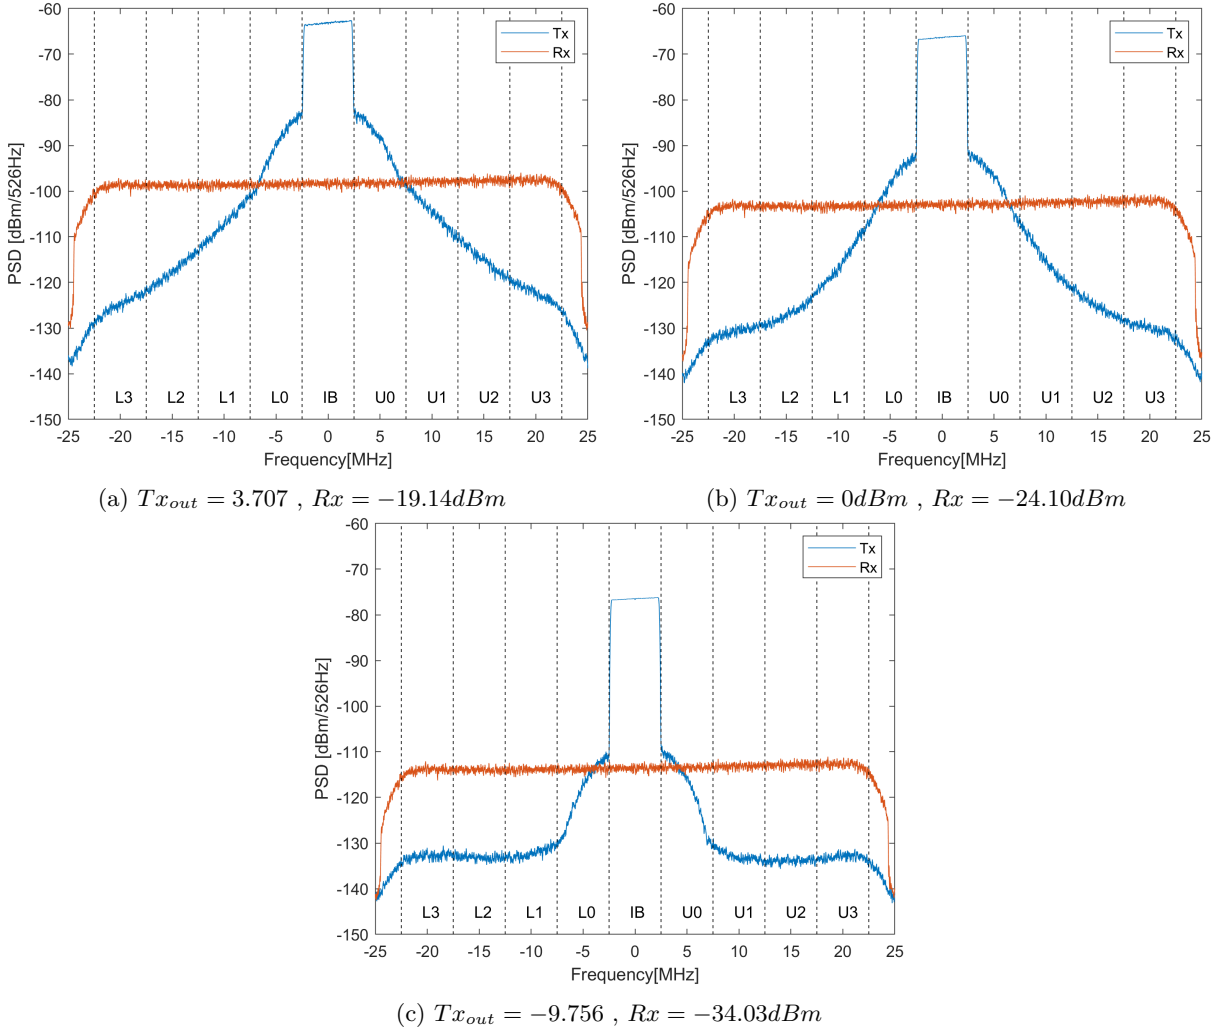 -60
-70
-80
-90
-100
-110
-120
-130
-140
-150
PSD [dBm/526Hz]
Tx
Rx
L3 L2 L1 L0 IB U0 U1 U2 U3
-25 -20 -15 -10 -5 0 5 10 15 20 25
Frequency[MHz]
(a) Tx_out = 3.707 , Rx = −19.14dBm
-60
-70
-80
-90
-100
-110
-120
-130
-140
-150
PSD [dBm/526Hz]
Tx
Rx
L3 L2 L1 L0 IB U0 U1 U2 U3
-25 -20 -15 -10 -5 0 5 10 15 20 25
Frequency[MHz]
(b) Tx_out = 0dBm , Rx = −24.10dBm
-60
-70
-80
-90
-100
-110
-120
-130
-140
-150
PSD [dBm/526Hz]
Tx
Rx
L3 L2 L1 L0 IB U0 U1 U2 U3
-25 -20 -15 -10 -5 0 5 10 15 20 25
Frequency[MHz]
(c) Tx_out = −9.756 , Rx = −34.03dBm